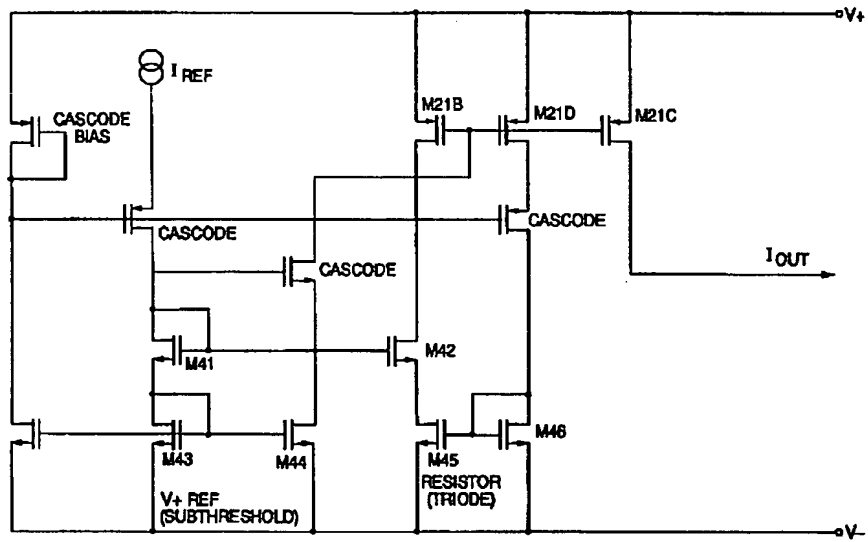 V+
I REF
CASCODE
BIAS
M21B
M21D
M21C
CASCODE
CASCODE
CASCODE
I OUT
M41
M42
M43
M44
M45
M46
V+ REF
(SUBTHRESHOLD)
RESISTOR
(TRIODE)
V-